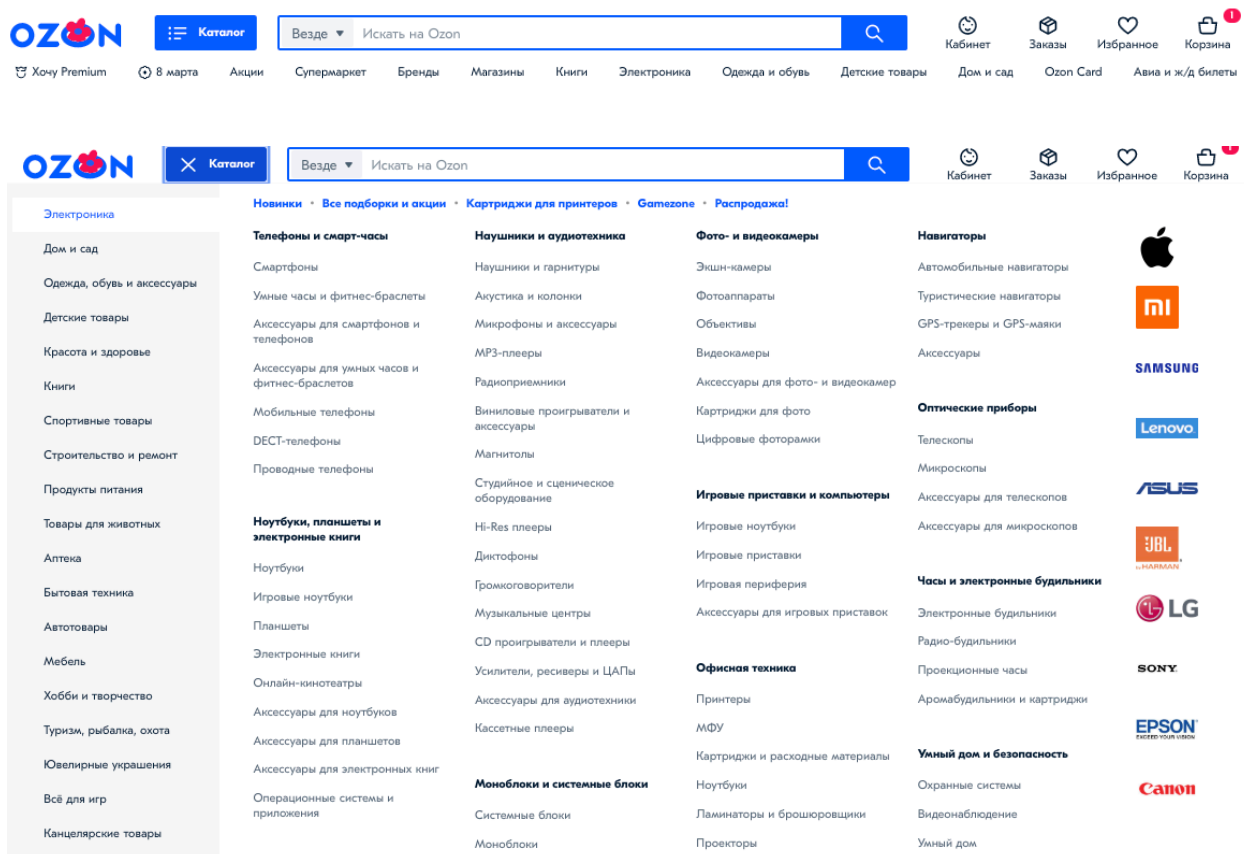 OZON
Каталог
Везде
Искать на Ozon
Кабинет
Заказы
Избранное
1
Корзина
Хочу Premium
8 марта
Акции
Супермаркет
Бренды
Магазины
Книги
Электроника
Одежда и обувь
Детские товары
Дом и сад
Ozon Card
Авиа и ж/д билеты
OZON
Каталог
Везде
Искать на Ozon
Кабинет
Заказы
Избранное
Корзина
Электроника
Дом и сад
Одежда, обувь и аксессуары
Детские товары
Красота и здоровье
Книги
Спортивные товары
Строительство и ремонт
Продукты питания
Товары для животных
Аптека
Бытовая техника
Автотовары
Мебель
Хобби и творчество
Туризм, рыбалка, охота
Ювелирные украшения
Всё для игр
Канцелярские товары
Новинки • Все подборки и акции • Картриджи для принтеров • Gamezone • Распродажа!
Телефоны и смарт-часы
Смартфоны
Умные часы и фитнес-браслеты
Аксессуары для смартфонов и
телефонов
Аксессуары для умных часов и
фитнес-браслетов
Мобильные телефоны
DECT-телефоны
Проводные телефоны
Ноутбуки, планшеты и
электронные книги
Ноутбуки
Игровые ноутбуки
Планшеты
Электронные книги
Онлайн-кинотеатры
Аксессуары для ноутбуков
Аксессуары для планшетов
Аксессуары для электронных книг
Операционные системы и
приложения
Наушники и аудиотехника
Наушники и гарнитуры
Акустика и колонки
Микрофоны и аксессуары
MP3-плееры
Радиоприемники
Виниловые проигрыватели и
аксессуары
Магнитолы
Студийное и сценическое
оборудование
Hi-Res плееры
Диктофоны
Громкоговорители
Музыкальные центры
CD проигрыватели и плееры
Усилители, ресиверы и ЦАПы
Аксессуары для аудиотехники
Кассетные плееры
Моноблоки и системные блоки
Системные блоки
Моноблоки
Фото- и видеокамеры
Экшн-камеры
Фотоаппараты
Объективы
Видеокамеры
Аксессуары для фото- и видеокамер
Картриджи для фото
Цифровые фоторамки
Игровые приставки и компьютеры
Игровые ноутбуки
Игровые приставки
Игровая периферия
Аксессуары для игровых приставок
Офисная техника
Принтеры
МФУ
Картриджи и расходные материалы
Ноутбуки
Ламинаторы и брошюровщики
Проекторы
Навигаторы
Автомобильные навигаторы
Туристические навигаторы
GPS-трекеры и GPS-маяки
Аксессуары
Оптические приборы
Телескопы
Микроскопы
Аксессуары для телескопов
Аксессуары для микроскопов
Часы и электронные будильники
Электронные будильники
Радио-будильники
Проекционные часы
Аромабудильники и картриджи
Умный дом и безопасность
Охранные системы
Видеонаблюдение
Умный дом
mi
SAMSUNG
Lenovo
ASUS
JBL
by HARMAN
LG
SONY
EPSON
EXCEED YOUR VISION
Canon